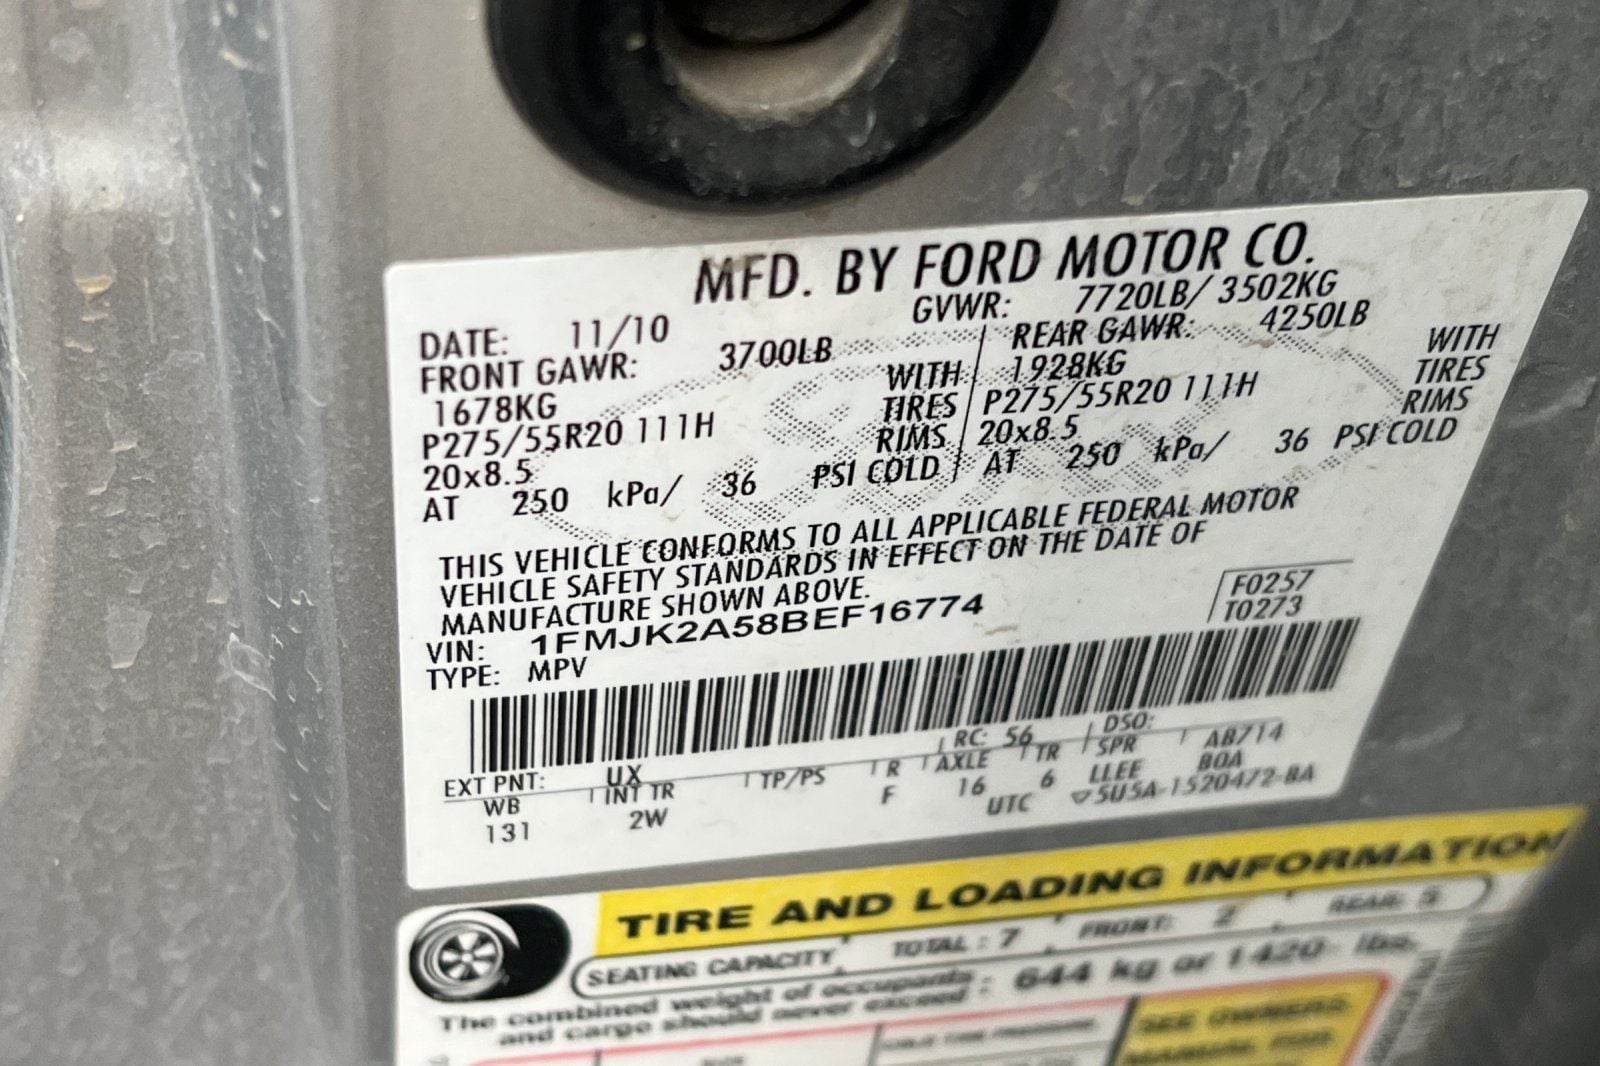 MFD. BY FORD MOTOR CO.
DATE: 11/10 GVWR: 7720LB/ 3502KG
FRONT GAWR: 3700LB REAR GAWR: 4250LB
1678KG WITH 1928KG WITH
P275/55R20 111H TIRES P275/55R20 111H TIRES
20x8.5 RIMS 20x8.5 RIMS
AT 250 kPa/ 36 PSI COLD AT 250 kPa/ 36 PSI COLD
THIS VEHICLE CONFORMS TO ALL APPLICABLE FEDERAL MOTOR
VEHICLE SAFETY STANDARDS IN EFFECT ON THE DATE OF
MANUFACTURE SHOWN ABOVE.
VIN: 1FMJK2A58BEF16774 F0257
TYPE: MPV T0273
EXT PNT: UX RC: 56 DSO:
WB INT TR TP/PS R AXLE TR SPR AB714
131 2W F 16 6 LLEE BOA
UTC ▽5U5A-1520472-BA
TIRE AND LOADING INFORMATION
SEATING CAPACITY TOTAL : 7 FRONT: 2 REAR: 5
The combined weight of occupants : 644 kg or 1420 lbs.
and cargo should never exceed :
SEE OWNERS
MANUAL FOR